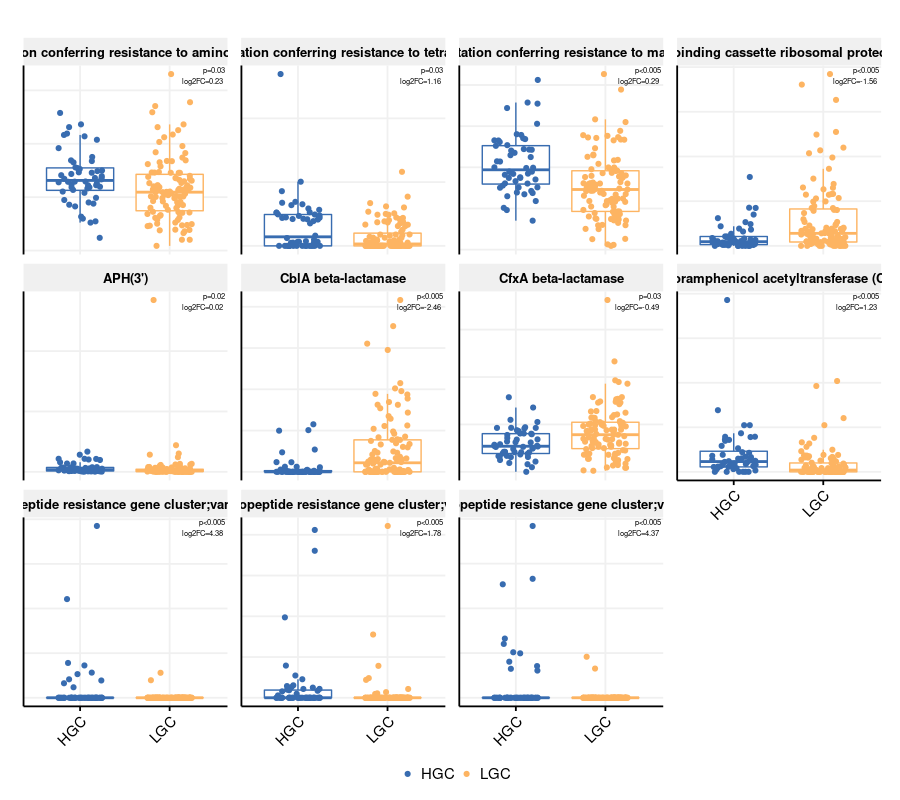 on conferring resistance to amino
ation conferring resistance to tetra
tation conferring resistance to ma
binding cassette ribosomal protec
p=0.03
log2FC=0.23
p=0.03
log2FC=1.16
p<0.005
log2FC=0.29
p<0.005
log2FC=-1.56
APH(3')
CblA beta-lactamase
CfxA beta-lactamase
oramphenicol acetyltransferase (C
p=0.02
log2FC=0.02
p<0.005
log2FC=-2.46
p=0.03
log2FC=-0.49
p<0.005
log2FC=1.23
HGC
LGC
eptide resistance gene cluster;var
opeptide resistance gene cluster;v
peptide resistance gene cluster;v
p<0.005
log2FC=4.38
p<0.005
log2FC=1.78
p<0.005
log2FC=4.37
HGC
LGC
HGC
LGC
HGC
LGC
HGC
LGC